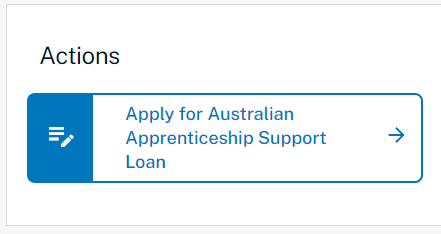 Actions
Apply for Australian
Apprenticeship Support
Loan